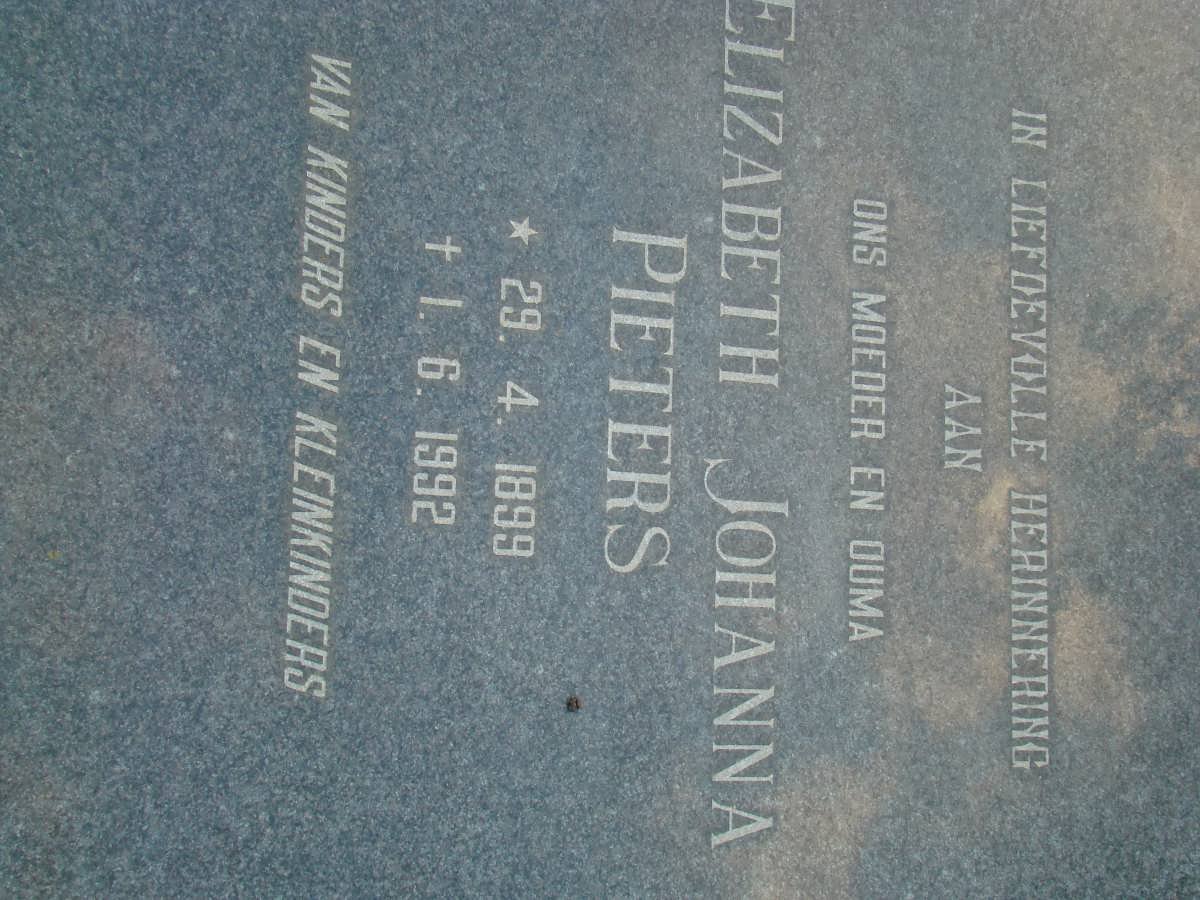 IN LIEFDEVOLLE HERINNERING
AAN
ONS MOEDER EN OUMA
ELIZABETH JOHANNA
PIETERS
★ 29. 4. 1899
✝ 1. 6. 1992
VAN KINDERS EN KLEINKINDERS